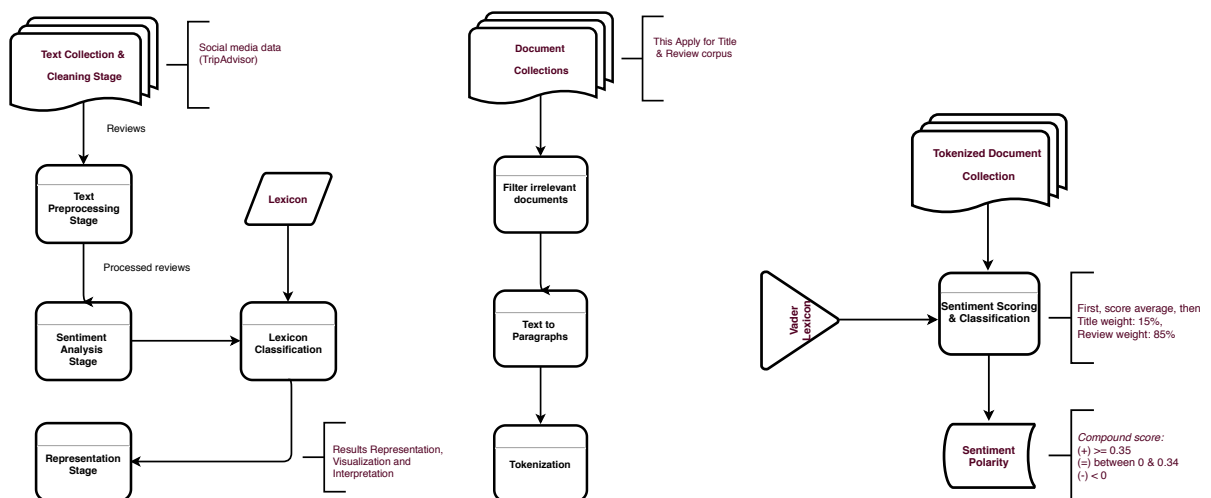 Text Collection &
Cleaning Stage
Social media data
(TripAdvisor)
Reviews
Text
Preprocessing
Stage
Lexicon
Processed reviews
Sentiment
Analysis
Stage
Lexicon
Classification
Representation
Stage
Results Representation,
Visualization and
Interpretation
Document
Collections
This Apply for Title
& Review corpus
Filter irrelevant
documents
Text to
Paragraphs
Tokenization
Tokenized Document
Collection
Vader
Lexicon
Sentiment Scoring
& Classification
First, score average, then
Title weight: 15%,
Review weight: 85%
Sentiment
Polarity
Compound score:
(+) >= 0.35
(=) between 0 & 0.34
(-) < 0